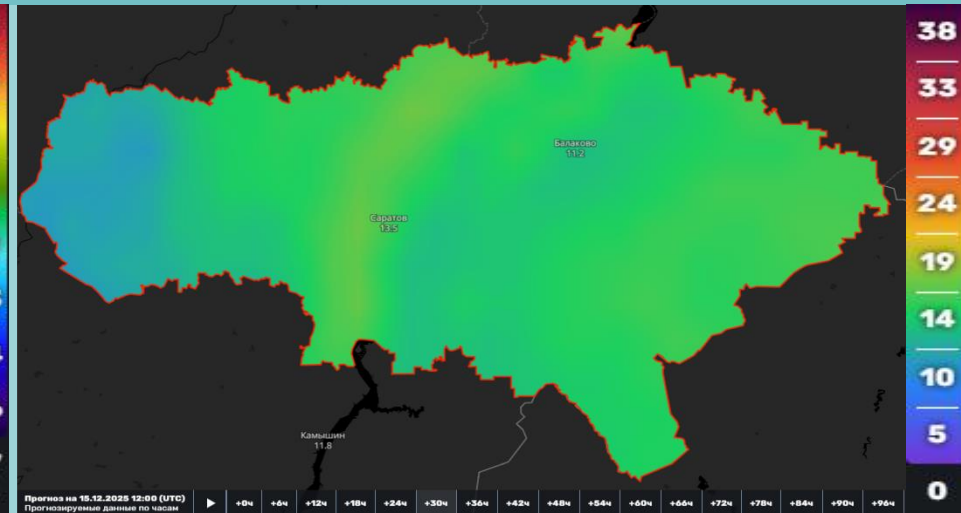 38
33
29
24
19
14
10
5
0
Балаково
11.2
Саратов
13.5
Камышин
11.8
Прогноз на 15.12.2025 12:00 (UTC)
Прогнозируемые данные по часам
+0ч +6ч +12ч +18ч +24ч +30ч +36ч +42ч +48ч +54ч +60ч +66ч +72ч +78ч +84ч +90ч +96ч